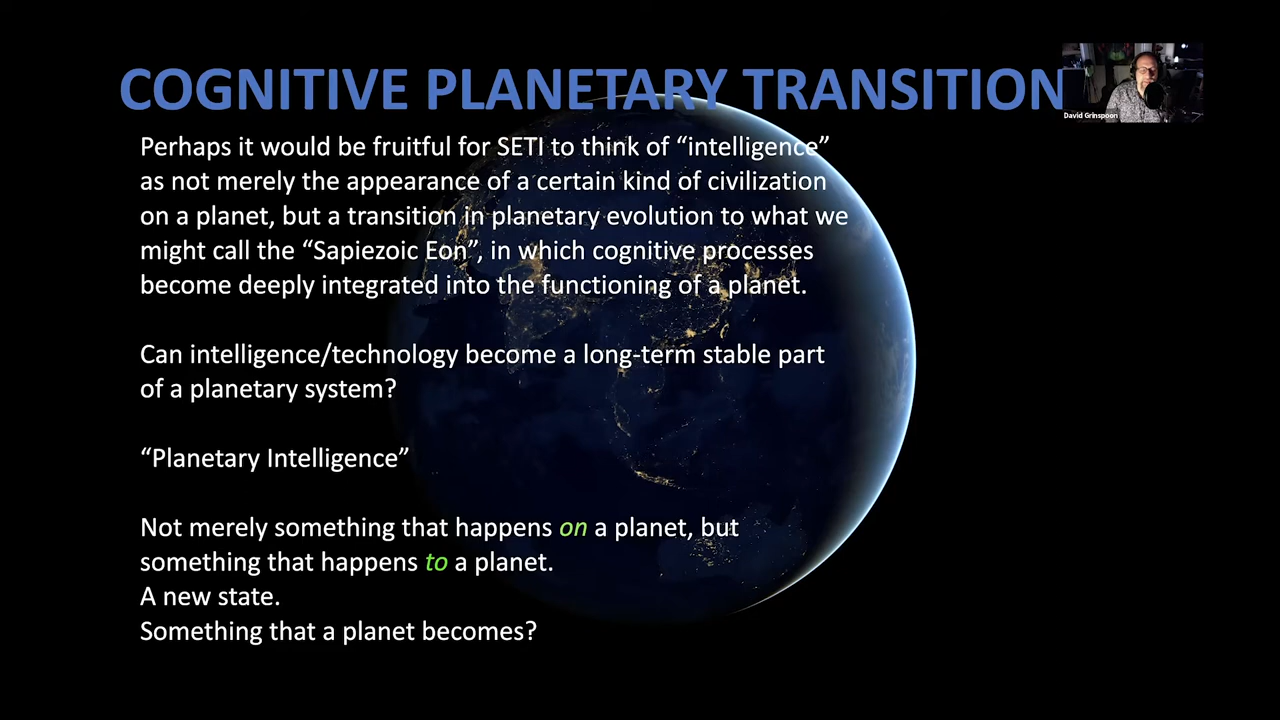 COGNITIVE PLANETARY TRANSITION
David Grinspoon
Perhaps it would be fruitful for SETI to think of “intelligence”
as not merely the appearance of a certain kind of civilization
on a planet, but a transition in planetary evolution to what we
might call the “Sapiezoic Eon”, in which cognitive processes
become deeply integrated into the functioning of a planet.
Can intelligence/technology become a long-term stable part
of a planetary system?
“Planetary Intelligence”
Not merely something that happens on a planet, but
something that happens to a planet.
A new state.
Something that a planet becomes?